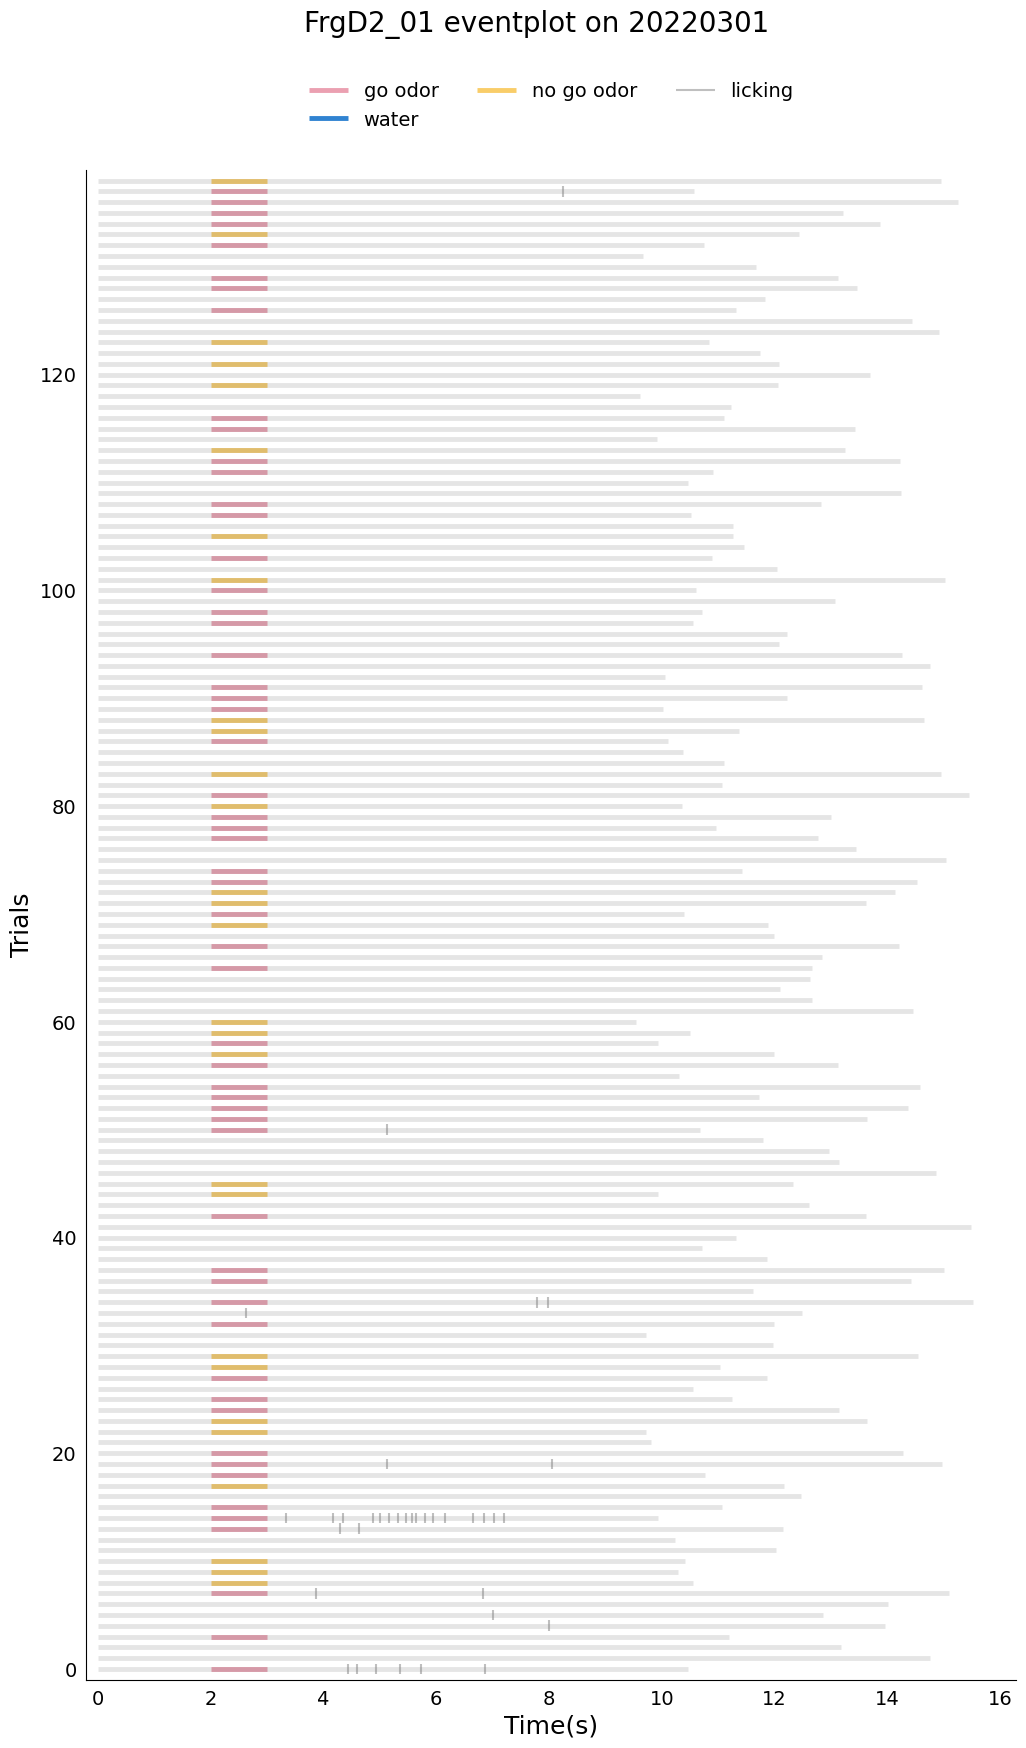 FrgD2_01 eventplot on 20220301
go odor
no go odor
licking
water
120
100
80
60
40
20
0
Trials
0 2 4 6 8 10 12 14 16
Time(s)